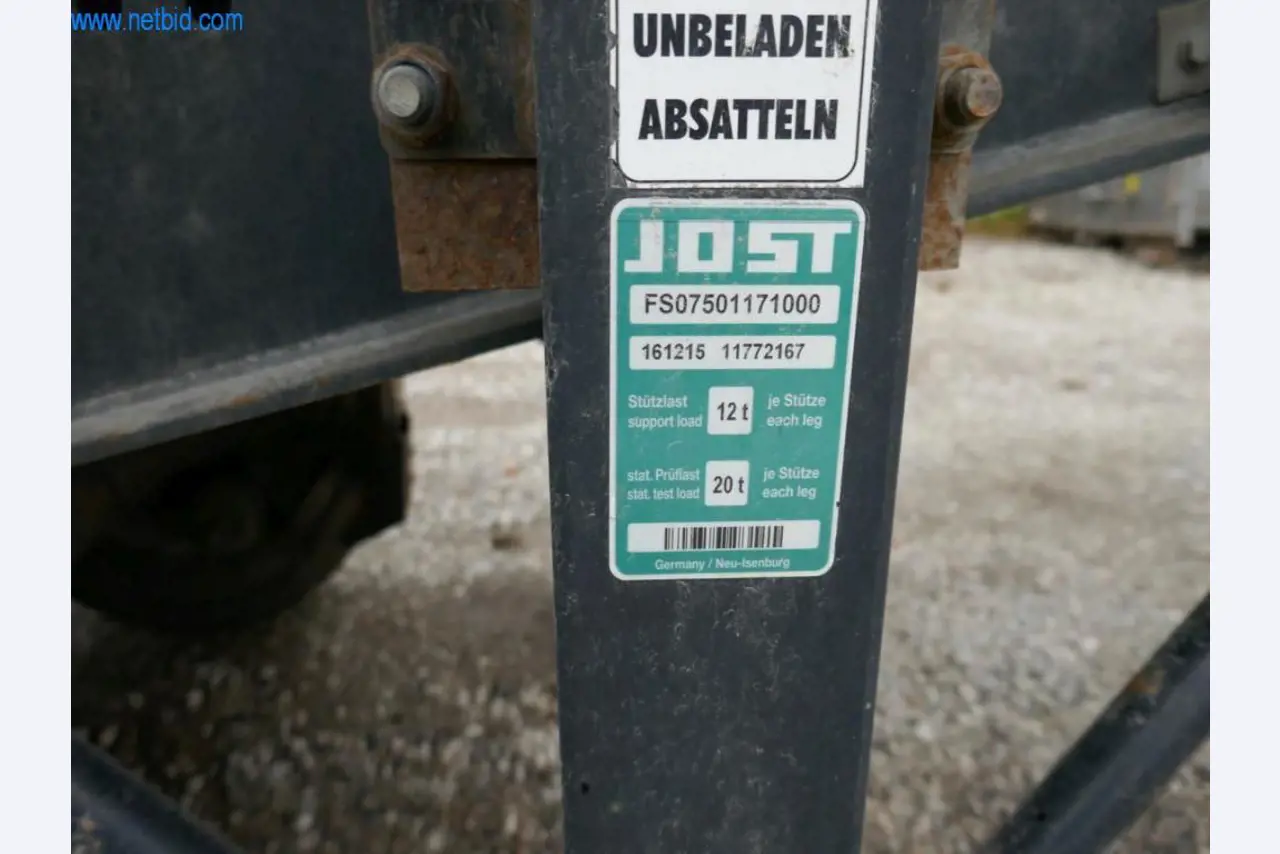 www.netbid.com
UNBELADEN
ABSATTELN
JOST
FS07501171000
161215 11772167
Stützlast 12 t je Stütze
support load each leg
stat. Prüflast 20 t je Stütze
stat. test load each leg
Germany / Neu-Isenburg